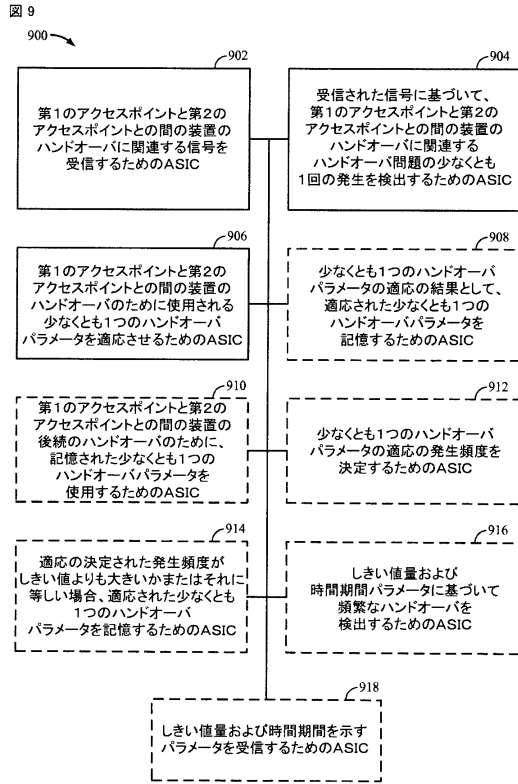 図 9
900
902
第1のアクセスポイントと第2の
アクセスポイントとの間の装置の
ハンドオーバに関連する信号を
受信するためのASIC
904
受信された信号に基づいて、
第1のアクセスポイントと第2の
アクセスポイントとの間の装置の
ハンドオーバに関連する
ハンドオーバ問題の少なくとも
1回の発生を検出するためのASIC
906
第1のアクセスポイントと第2の
アクセスポイントとの間の装置の
ハンドオーバのために使用される
少なくとも1つのハンドオーバ
パラメータを適応させるためのASIC
908
少なくとも1つのハンドオーバ
パラメータの適応の結果として、
適応された少なくとも1つの
ハンドオーバパラメータを
記憶するためのASIC
910
第1のアクセスポイントと第2の
アクセスポイントとの間の装置の
後続のハンドオーバのために、
記憶された少なくとも1つの
ハンドオーバパラメータを
使用するためのASIC
912
少なくとも1つのハンドオーバ
パラメータの適応の発生頻度を
決定するためのASIC
914
適応の決定された発生頻度が
しきい値よりも大きいかまたはそれに
等しい場合、適応された少なくとも
1つのハンドオーバ
パラメータを記憶するためのASIC
916
しきい値量および
時間期間パラメータに基づいて
頻繁なハンドオーバを
検出するためのASIC
918
しきい値量および時間期間を示す
パラメータを受信するためのASIC